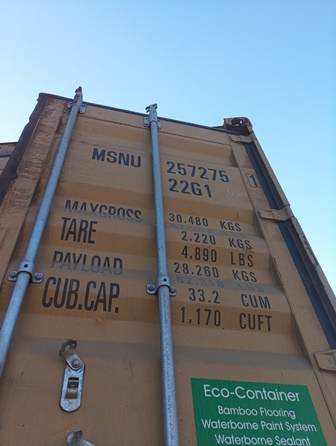 MSNU 257275
22G1
MAXGROSS 30.480 KGS
TARE 2.220 KGS
4,890 LBS
PAYLOAD 28.260 KGS
CUB.CAP. 33.2 CUM
1,170 CUFT
Eco-Container
Bamboo Flooring
Waterborne Paint System
Waterborne Sealant